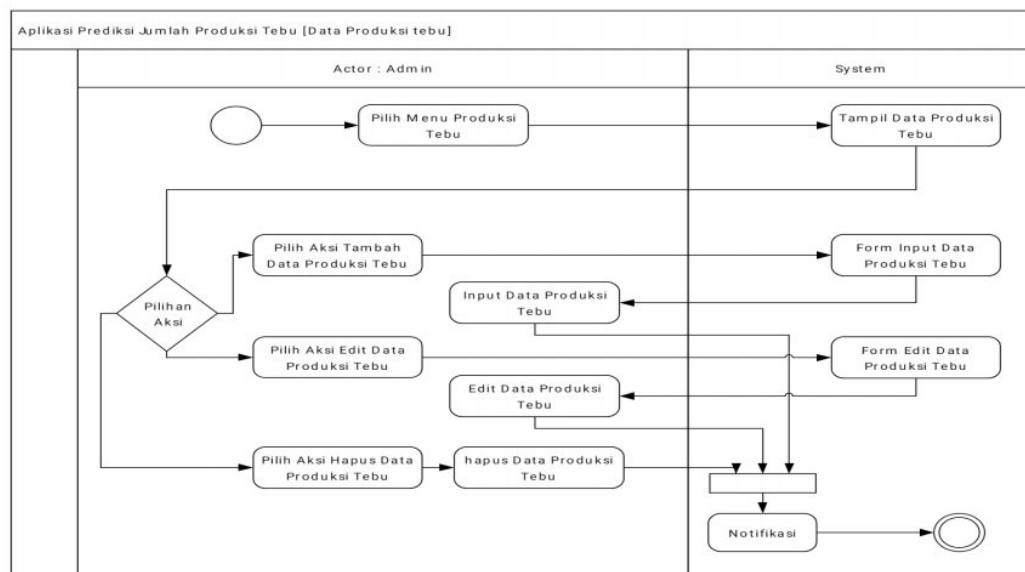 Aplikasi Prediksi Jumlah Produksi Tebu [Data Produksi tebu]
Actor : Admin
System
Pilih Menu Produksi
Tebu
Tampil Data Produksi
Tebu
Pilihan
Aksi
Pilih Aksi Tambah
Data Produksi Tebu
Form Input Data
Produksi Tebu
Input Data Produksi
Tebu
Pilih Aksi Edit Data
Produksi Tebu
Form Edit Data
Produksi Tebu
Edit Data Produksi
Tebu
Pilih Aksi Hapus Data
Produksi Tebu
hapus Data Produksi
Tebu
Notifikasi